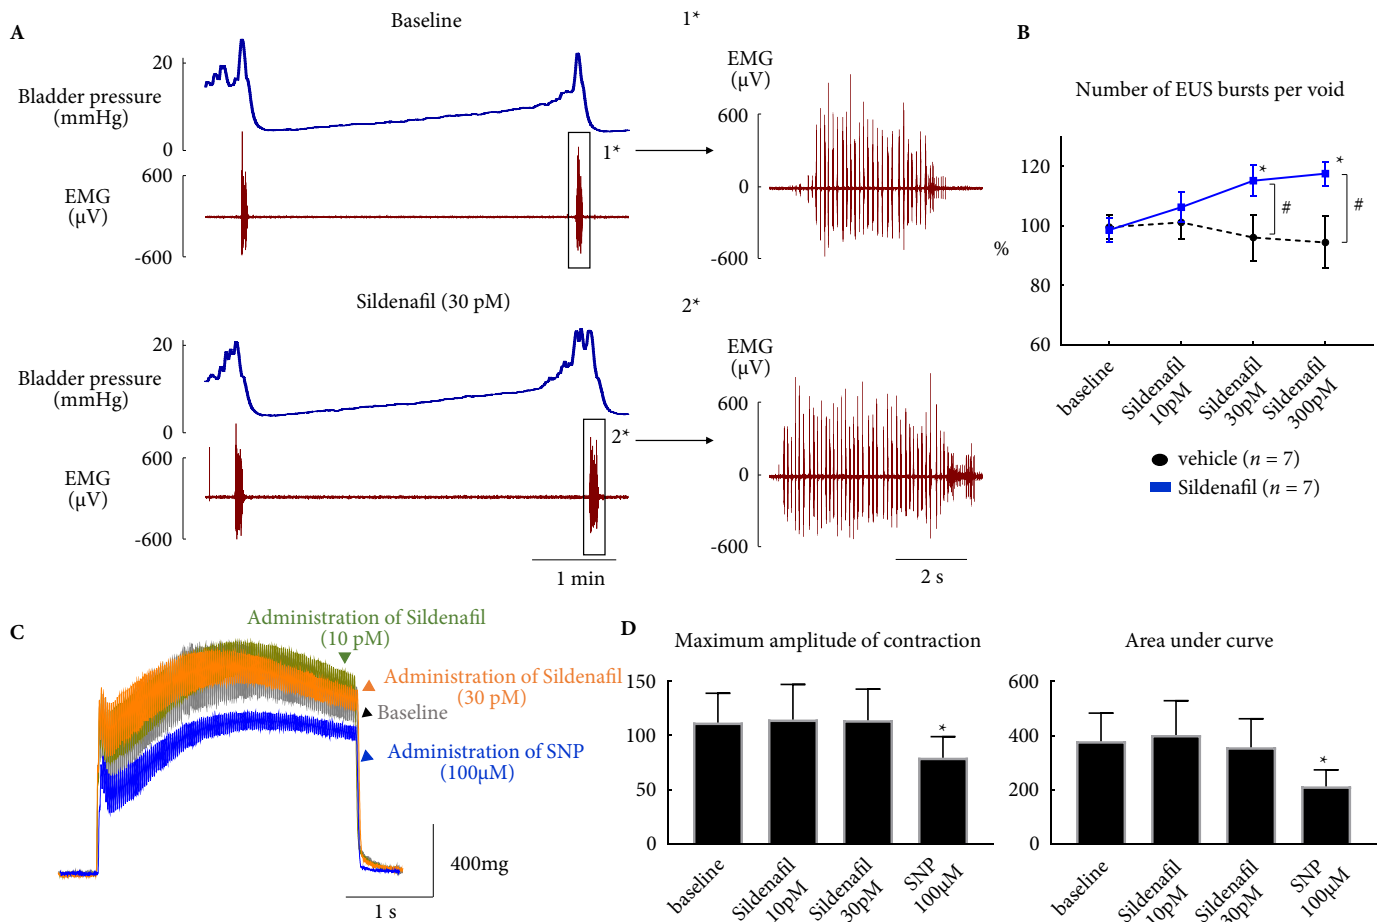 A
Baseline
20
Bladder pressure
(mmHg)
0
1*
600
EMG
(μV)
-600
1*
EMG
(μV)
600
0
-600
Sildenafil (30 pM)
20
Bladder pressure
(mmHg)
0
2*
600
EMG
(μV)
-600
1 min
2*
EMG
(μV)
600
0
-600
2 s
B
Number of EUS bursts per void
120
100
80
60
%
*
*
#
#
baseline
Sildenafil
10pM
Sildenafil
30pM
Sildenafil
300pM
vehicle (n = 7)
Sildenafil (n = 7)
C
Administration of Sildenafil
(10 pM)
Administration of Sildenafil
(30 pM)
Baseline
Administration of SNP
(100μM)
400mg
1 s
D
Maximum amplitude of contraction
150
100
50
0
*
baseline
Sildenafil
10pM
Sildenafil
30pM
SNP
100μM
Area under curve
600
400
200
0
*
baseline
Sildenafil
10pM
Sildenafil
30pM
SNP
100μM